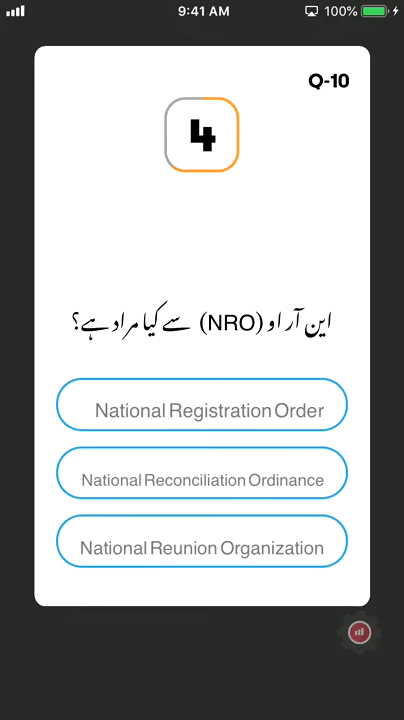 9:41 AM
100%
Q-10
4
این آر او (NRO) سے کیا مراد ہے؟
National Registration Order
National Reconciliation Ordinance
National Reunion Organization